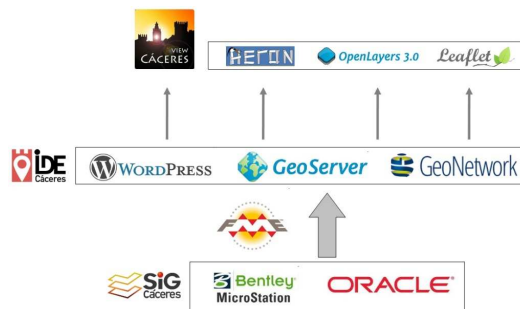 VIEW
CÁCERES
HERON
OpenLayers 3.0
Leaflet
iDE
Cáceres
WORDPRESS
GeoServer
GeoNetwork
FME
SiG
Cáceres
Bentley
MicroStation
ORACLE